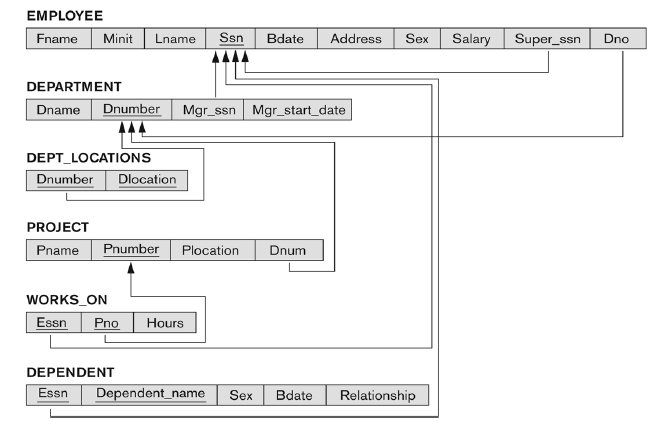 EMPLOYEE
Fname Minit Lname Ssn Bdate Address Sex Salary Super_ssn Dno
DEPARTMENT
Dname Dnumber Mgr_ssn Mgr_start_date
DEPT_LOCATIONS
Dnumber Dlocation
PROJECT
Pname Pnumber Plocation Dnum
WORKS_ON
Essn Pno Hours
DEPENDENT
Essn Dependent_name Sex Bdate Relationship